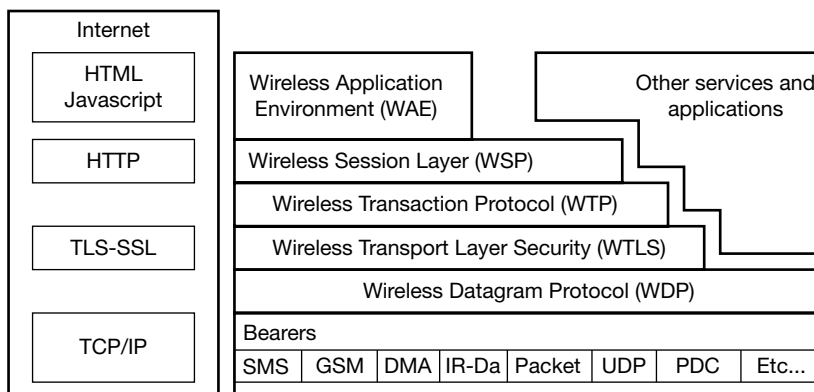 Internet
HTML
Javascript
HTTP
TLS-SSL
TCP/IP
Wireless Application
Environment (WAE)
Other services and
applications
Wireless Session Layer (WSP)
Wireless Transaction Protocol (WTP)
Wireless Transport Layer Security (WTLS)
Wireless Datagram Protocol (WDP)
Bearers
SMS
GSM
DMA
IR-Da
Packet
UDP
PDC
Etc...